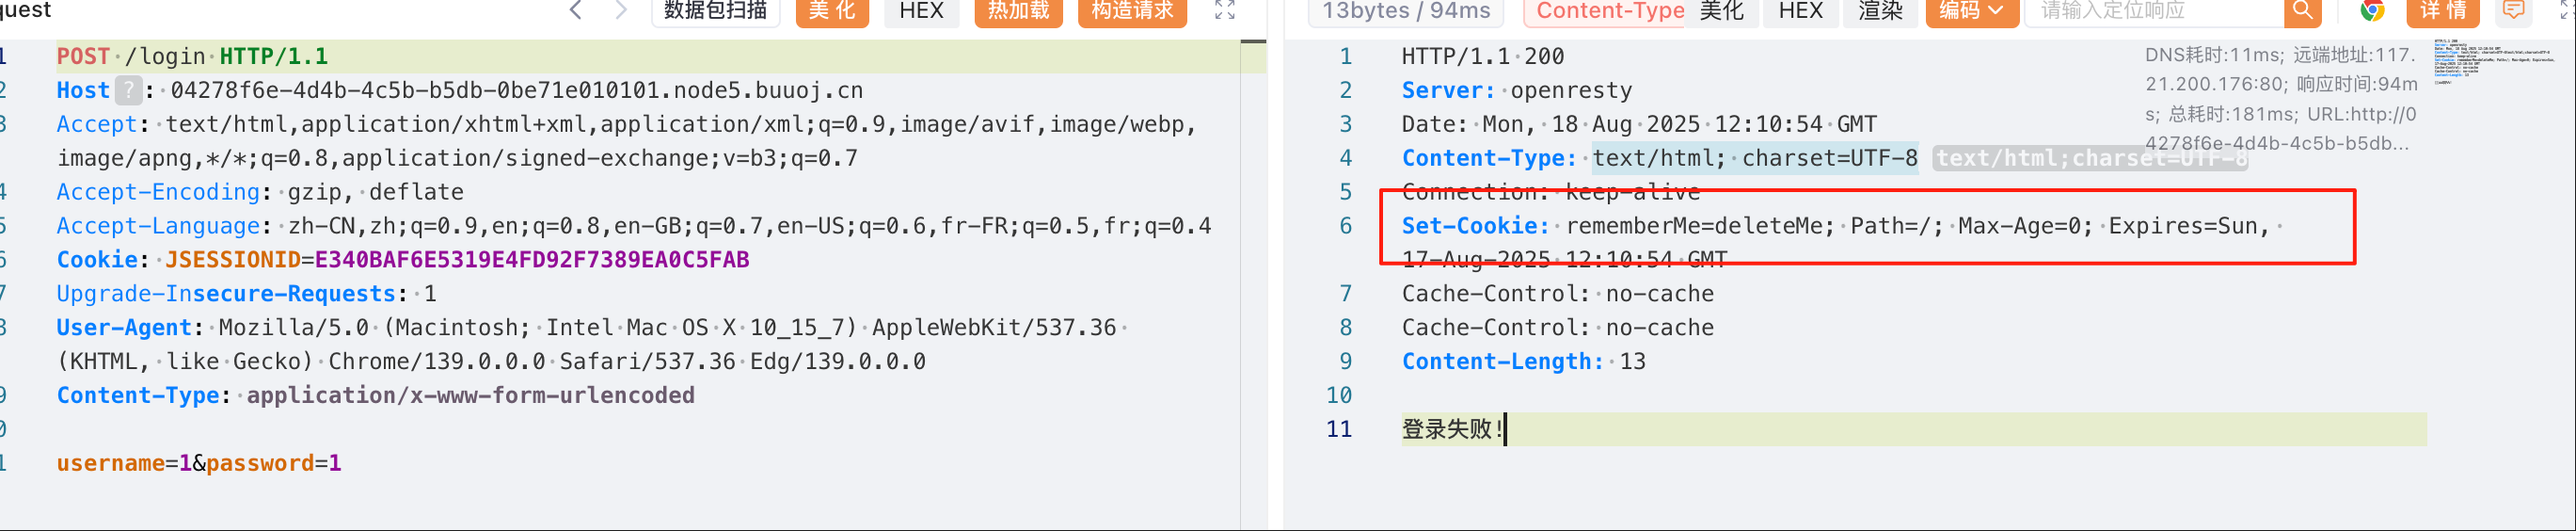 quest
数据包扫描 美化 HEX 热加载 构造请求
1 POST /login HTTP/1.1
2 Host ? : 04278f6e-4d4b-4c5b-b5db-0be71e010101.node5.buuoj.cn
3 Accept: text/html,application/xhtml+xml,application/xml;q=0.9,image/avif,image/webp,
image/apng,*/*;q=0.8,application/signed-exchange;v=b3;q=0.7
4 Accept-Encoding: gzip, deflate
5 Accept-Language: zh-CN,zh;q=0.9,en;q=0.8,en-GB;q=0.7,en-US;q=0.6,fr-FR;q=0.5,fr;q=0.4
6 Cookie: JSESSIONID=E340BAF6E5319E4FD92F7389EA0C5FAB
7 Upgrade-Insecure-Requests: 1
8 User-Agent: Mozilla/5.0 (Macintosh; Intel Mac OS X 10_15_7) AppleWebKit/537.36
(KHTML, like Gecko) Chrome/139.0.0.0 Safari/537.36 Edg/139.0.0.0
9 Content-Type: application/x-www-form-urlencoded
0
1 username=1&password=1
13bytes / 94ms Content-Type 美化 HEX 渲染 编码 请输入定位响应 详情
1 HTTP/1.1 200
2 Server: openresty
3 Date: Mon, 18 Aug 2025 12:10:54 GMT
4 Content-Type: text/html; charset=UTF-8 text/html;charset=UTF-8
5 Connection: keep-alive
6 Set-Cookie: rememberMe=deleteMe; Path=/; Max-Age=0; Expires=Sun,
17-Aug-2025 12:10:54 GMT
7 Cache-Control: no-cache
8 Cache-Control: no-cache
9 Content-Length: 13
10
11 登录失败!
DNS耗时:11ms; 远端地址:117.
21.200.176:80; 响应时间:94m
s; 总耗时:181ms; URL:http://0
4278f6e-4d4b-4c5b-b5db...